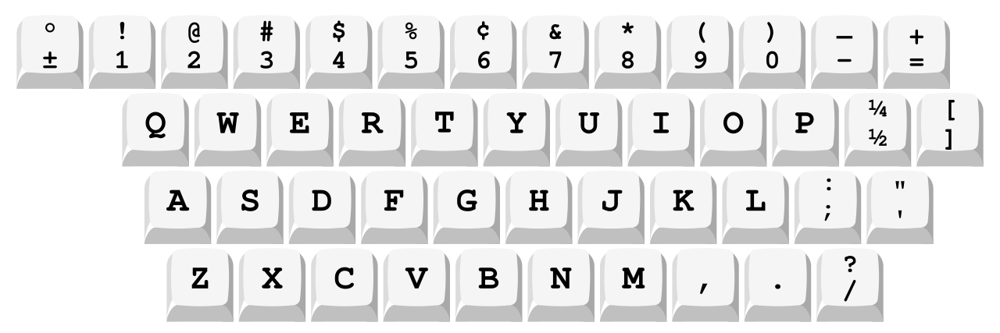 ° ! @ # $ % ¢ & * ( ) _ +
± 1 2 3 4 5 6 7 8 9 0 - =
Q W E R T Y U I O P ¼ [
½ ]
A S D F G H J K L : "
; '
Z X C V B N M , . ?
/